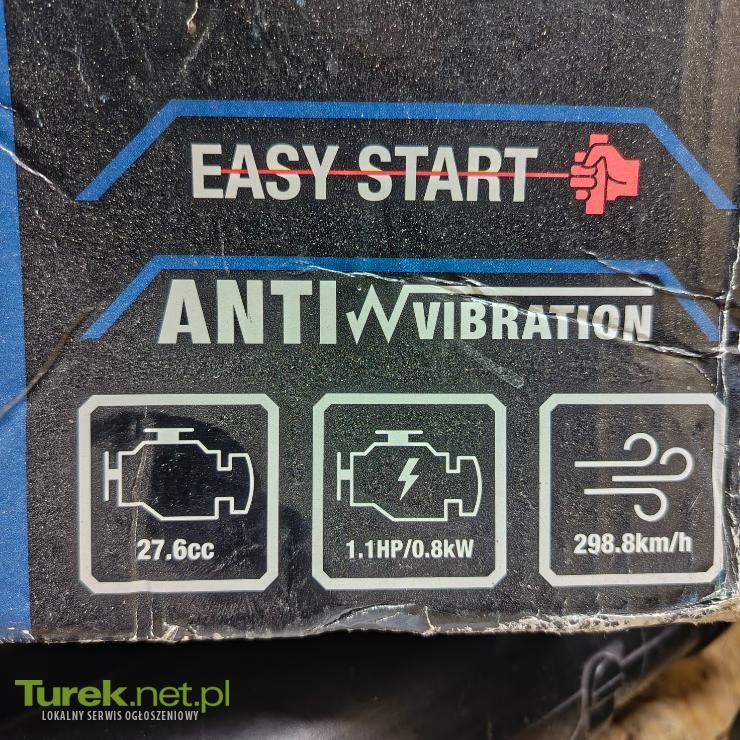 EASY START
ANTI VIBRATION
27.6cc
1.1HP/0.8kW
298.8km/h
Turek.net.pl
LOKALNY SERWIS OGŁOSZENIOWY